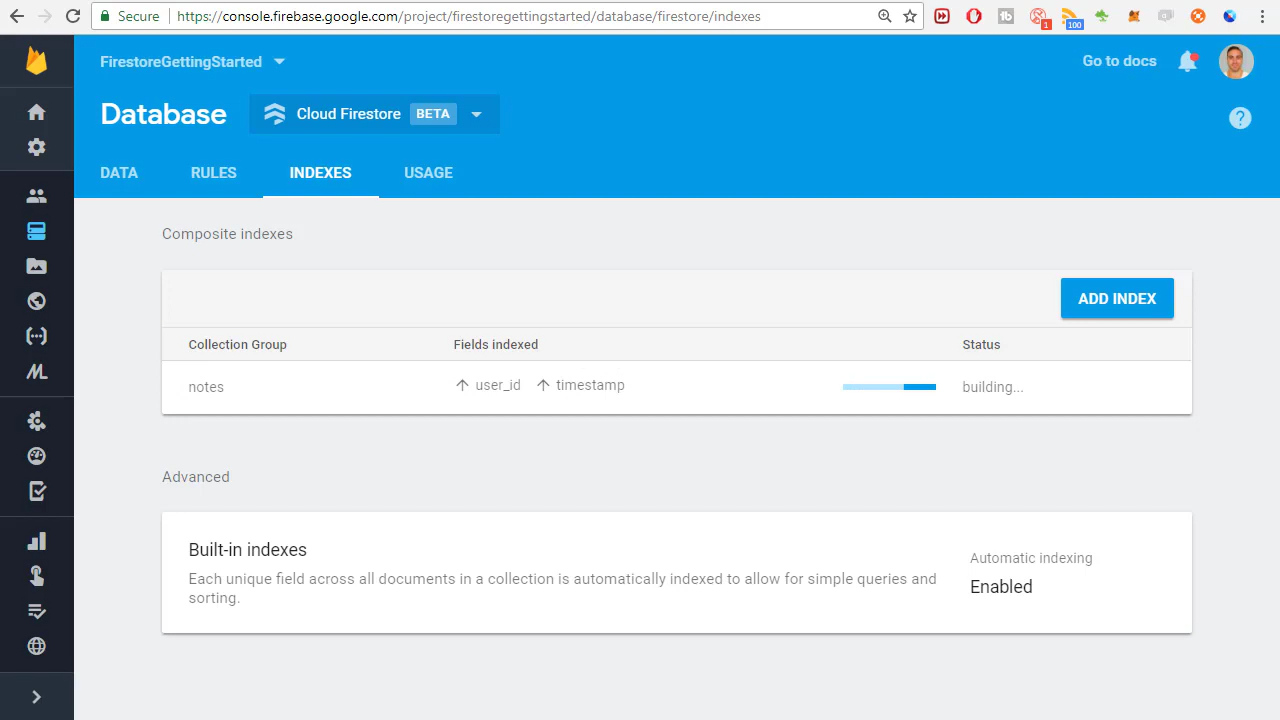 Secure https://console.firebase.google.com/project/firestoregettingstarted/database/firestore/indexes
1
100
FirestoreGettingStarted
Go to docs
Database Cloud Firestore BETA
DATA RULES INDEXES USAGE
Composite indexes
ADD INDEX
Collection Group Fields indexed Status
notes user_id timestamp building...
Advanced
Built-in indexes
Each unique field across all documents in a collection is automatically indexed to allow for simple queries and
sorting.
Automatic indexing
Enabled